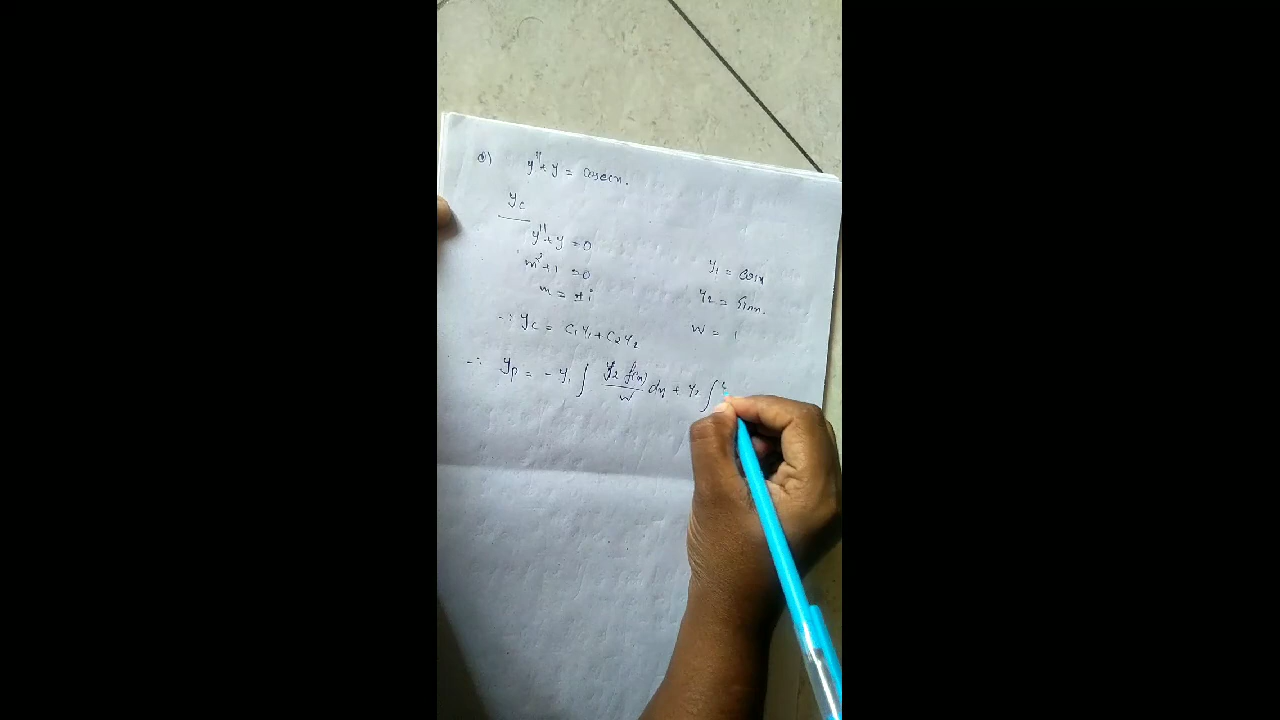 y'' + y = cosecx.
yc
y'' + y = 0
m² + 1 = 0
m = ± i
y₁ = cosx
y₂ = sinx.
∴ yc = C₁y₁ + C₂y₂
W = 1
∴ yp = - y₁ ∫ y₂ f(x) / W dx + y₂ ∫